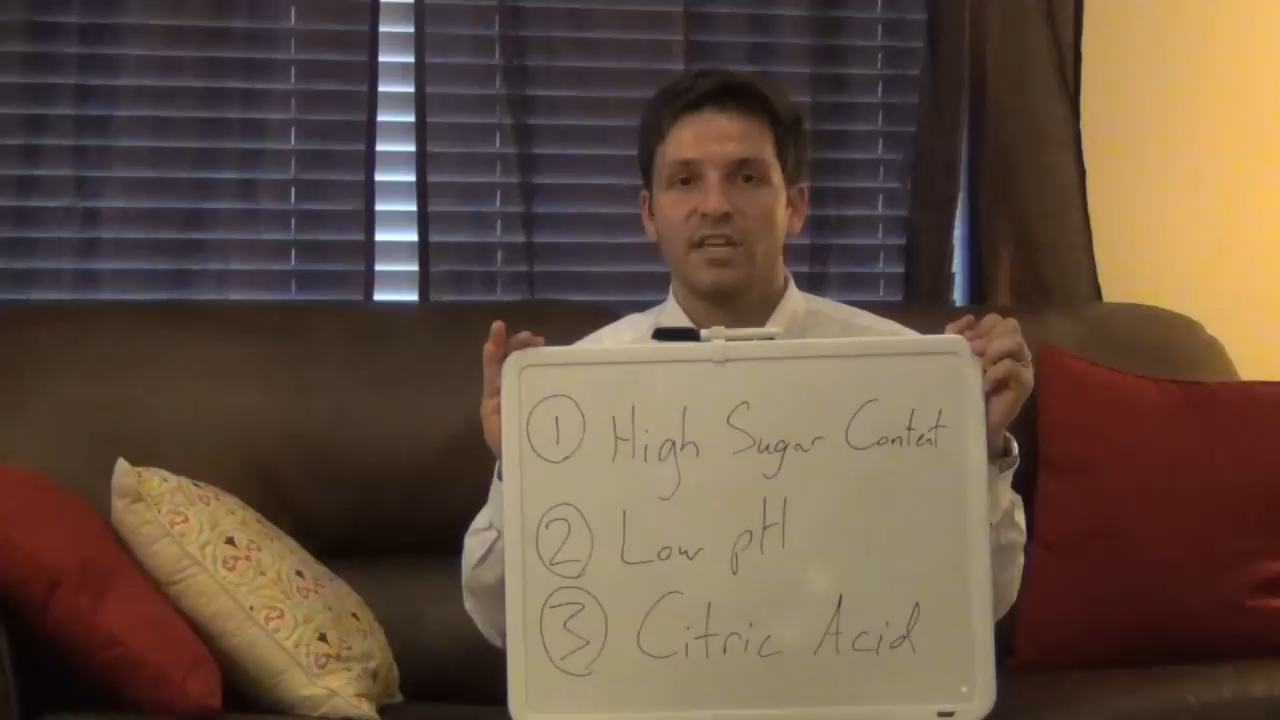 ① High Sugar Content
② Low pH
③ Citric Acid